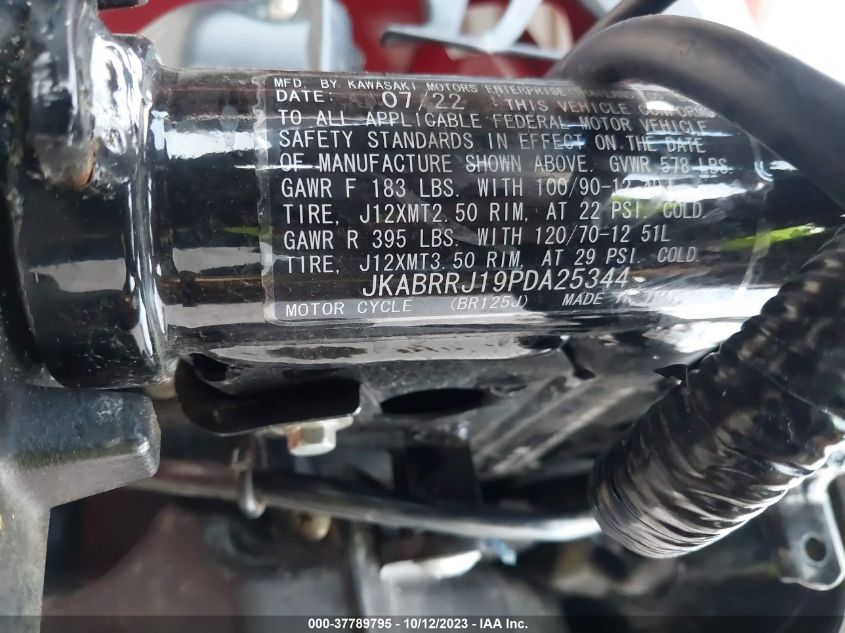 MFD. BY KAWASAKI MOTORS ENTERPRISE
DATE: 07/22 THIS VEHICLE CONFORMS
TO ALL APPLICABLE FEDERAL MOTOR VEHICLE
SAFETY STANDARDS IN EFFECT ON THE DATE
OF MANUFACTURE SHOWN ABOVE. GVWR 578 LBS.
GAWR F 183 LBS. WITH 100/90-12
TIRE, J12XMT2.50 RIM, AT 22 PSI. COLD.
GAWR R 395 LBS. WITH 120/70-12 51L
TIRE, J12XMT3.50 RIM, AT 29 PSI. COLD.
JKABRRJ19PDA25344
MOTOR CYCLE (BR125J) MADE IN
000-37789795 - 10/12/2023 - IAA Inc.